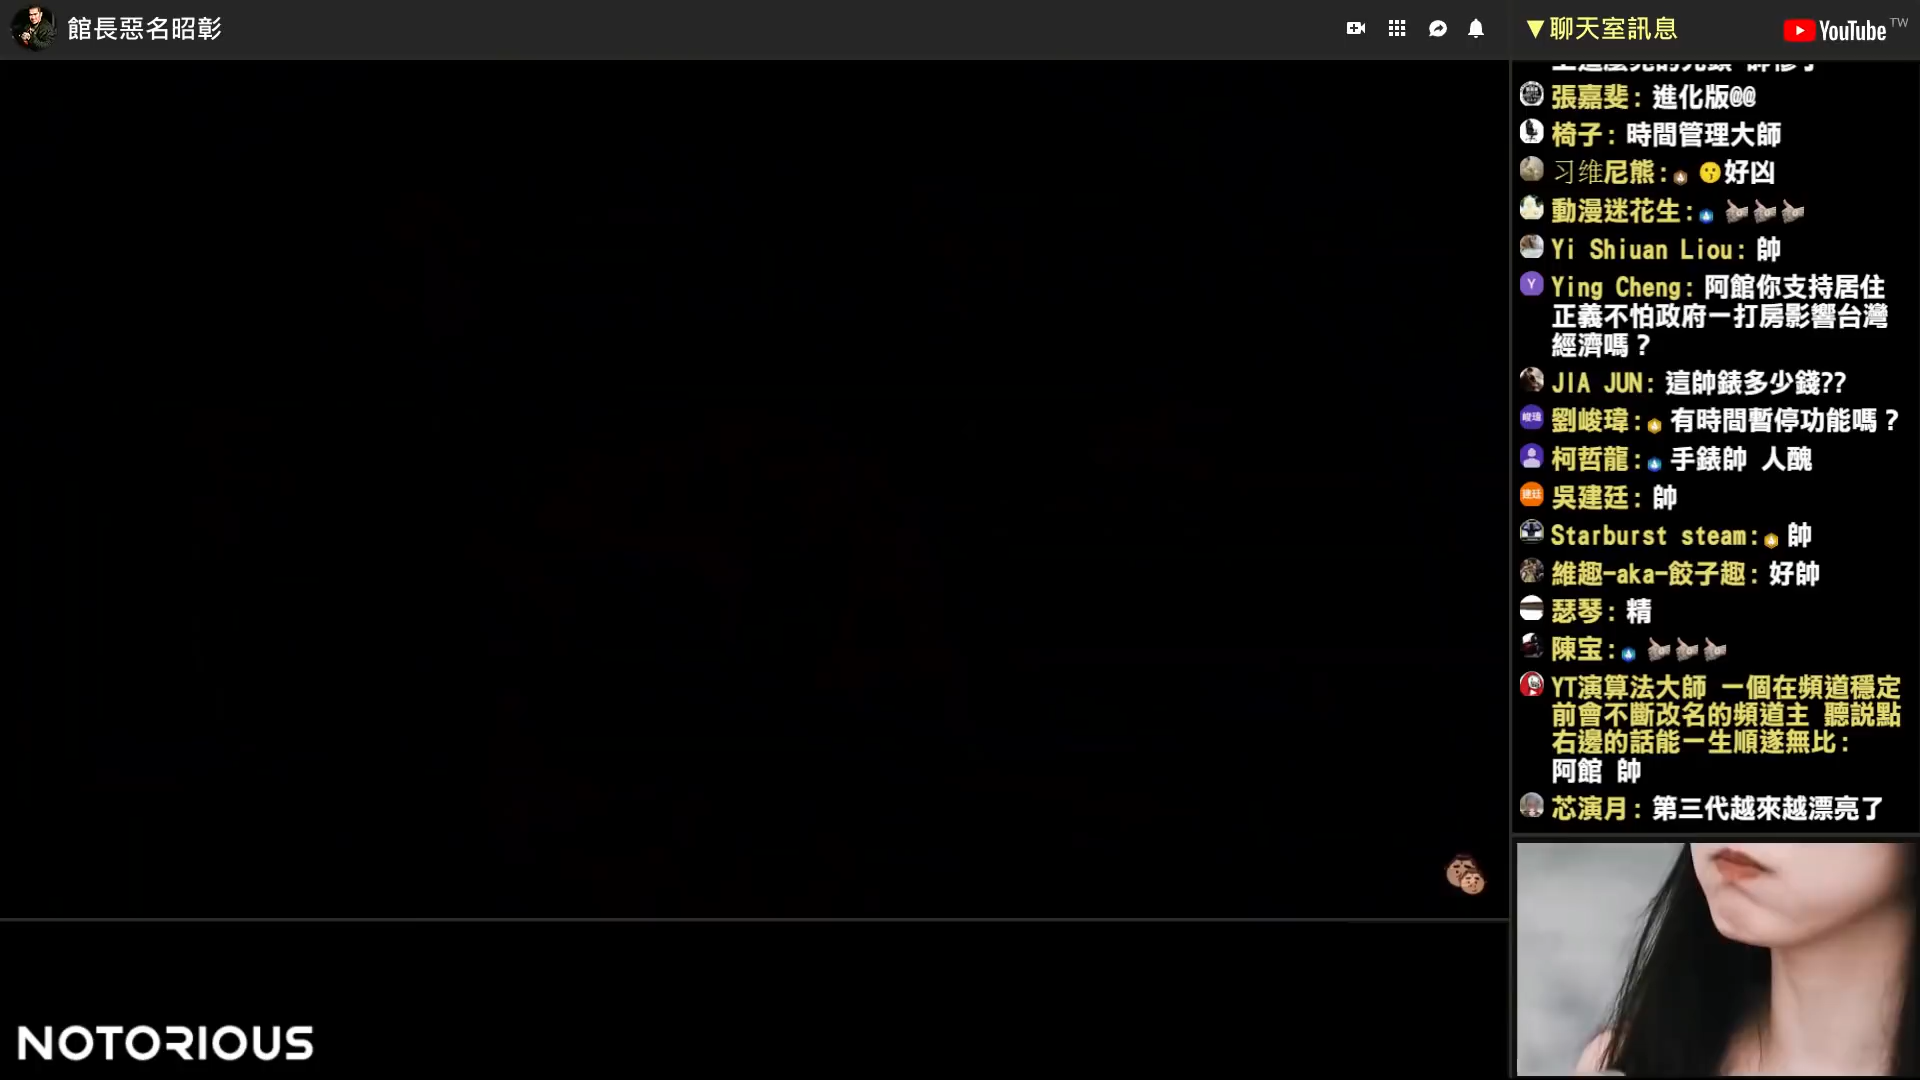 館長惡名昭彰
▼聊天室訊息
YouTube TW
張嘉斐: 進化版@@
椅子: 時間管理大師
习维尼熊: 😗好凶
動漫迷花生:
Yi Shiuan Liou: 帥
Y Ying Cheng: 阿館你支持居住
正義不怕政府一打房影響台灣
經濟嗎？
JIA JUN: 這帥錶多少錢??
峻瑋 劉峻瑋: 有時間暫停功能嗎？
柯哲龍: 手錶帥 人醜
建廷 吳建廷: 帥
Starburst steam: 帥
維趣-aka-餃子趣: 好帥
瑟琴: 精
陳宝:
YT演算法大師 一個在頻道穩定
前會不斷改名的頻道主 聽説點
右邊的話能一生順遂無比:
阿館 帥
芯演月: 第三代越來越漂亮了
NOTORIOUS